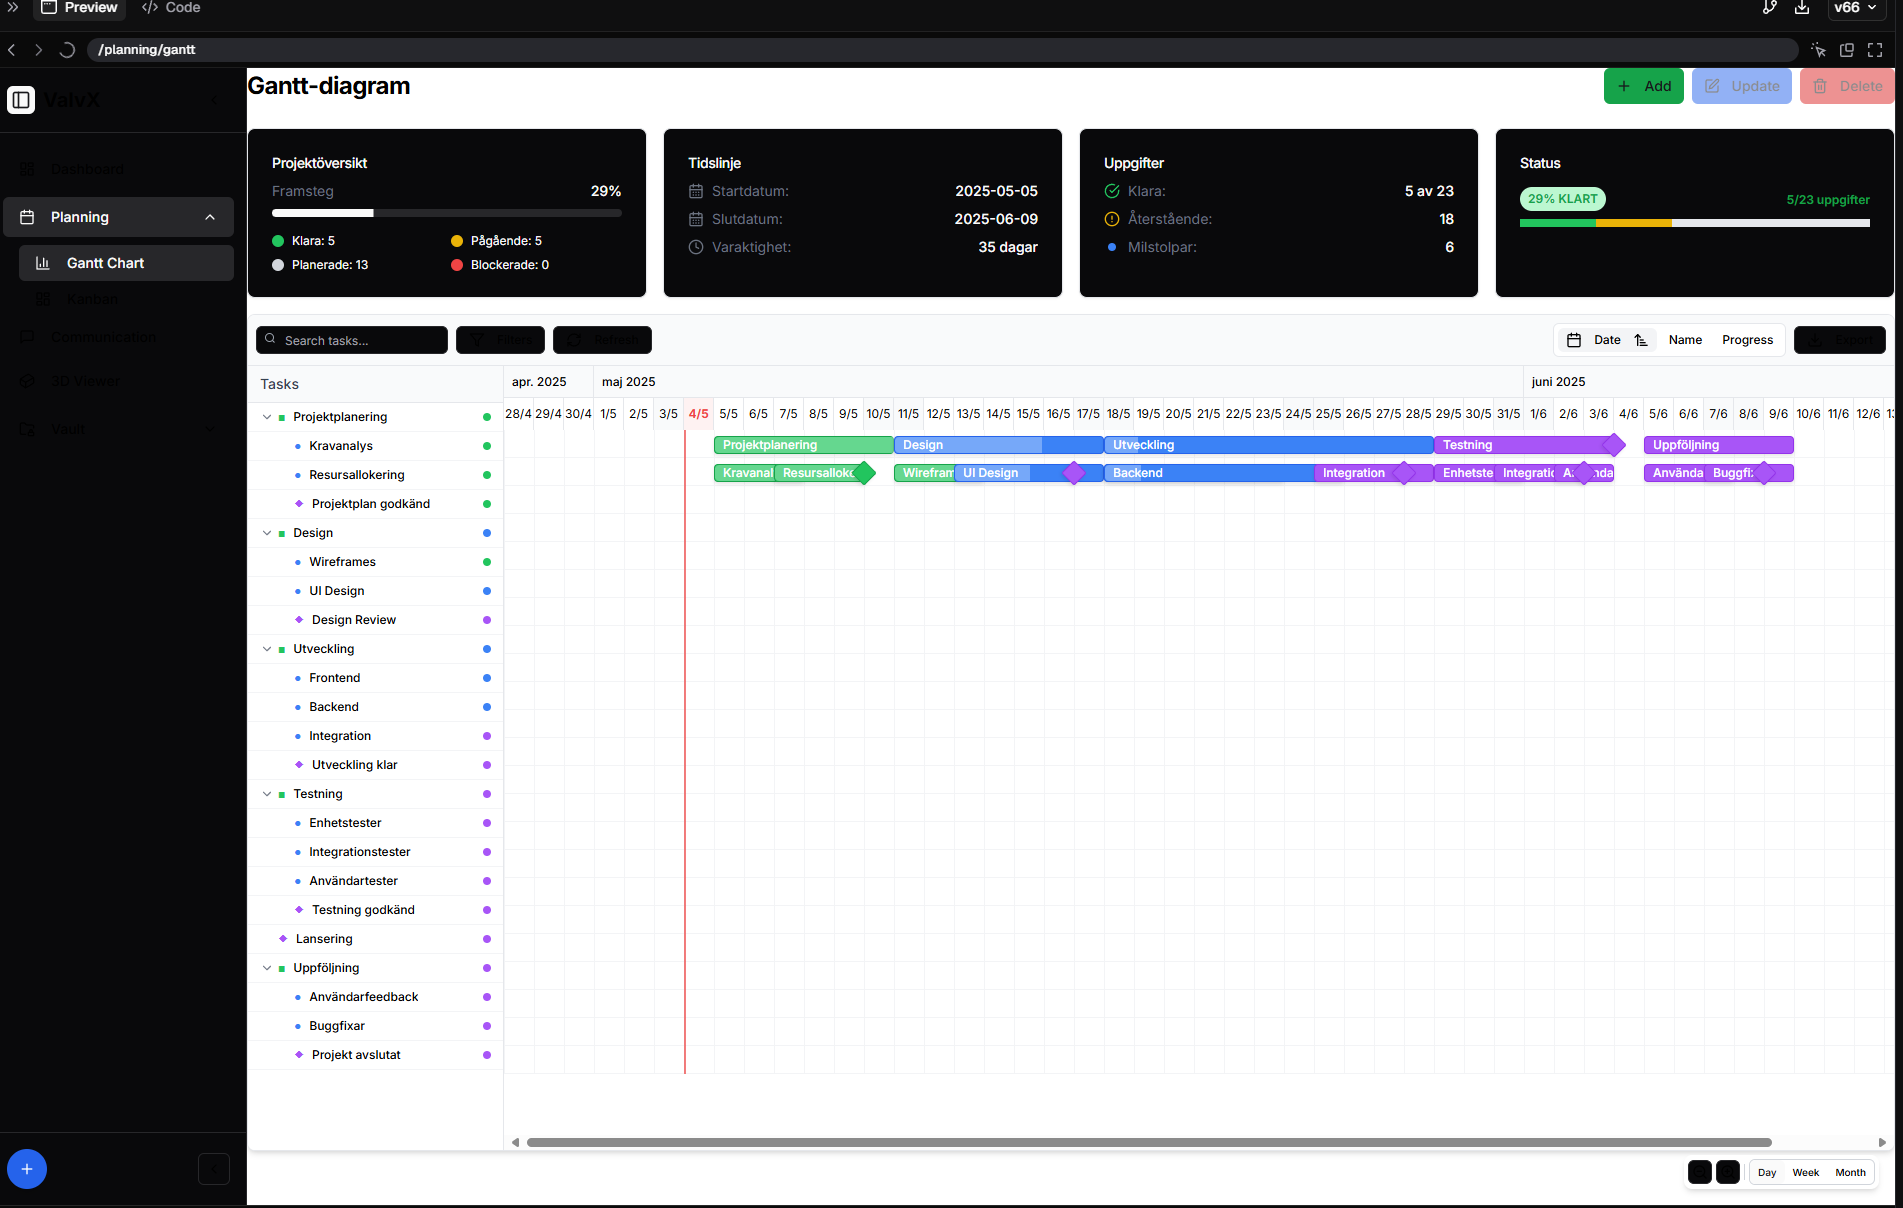 Preview
Code
v66
/planning/gantt
ValvX
Dashboard
Planning
Gantt Chart
Kanban
Communication
3D Viewer
Vault
Gantt-diagram
Add
Update
Delete
Projektöversikt
Framsteg 29%
Klara: 5 Pågående: 5
Planerade: 13 Blockerade: 0
Tidslinje
Startdatum: 2025-05-05
Slutdatum: 2025-06-09
Varaktighet: 35 dagar
Uppgifter
Klara: 5 av 23
Återstående: 18
Milstolpar: 6
Status
29% KLART 5/23 uppgifter
Search tasks...
Filters
Refresh
Date Name Progress
Export
Tasks
apr. 2025 maj 2025 juni 2025
28/4 29/4 30/4 1/5 2/5 3/5 4/5 5/5 6/5 7/5 8/5 9/5 10/5 11/5 12/5 13/5 14/5 15/5 16/5 17/5 18/5 19/5 20/5 21/5 22/5 23/5 24/5 25/5 26/5 27/5 28/5 29/5 30/5 31/5 1/6 2/6 3/6 4/6 5/6 6/6 7/6 8/6 9/6 10/6 11/6 12/6
Projektplanering
Kravanalys
Resursallokering
Projektplan godkänd
Design
Wireframes
UI Design
Design Review
Utveckling
Frontend
Backend
Integration
Utveckling klar
Testning
Enhetstester
Integrationstester
Användartester
Testning godkänd
Lansering
Uppföljning
Användarfeedback
Buggfixar
Projekt avslutat
Projektplanering Design Utveckling Testning Uppföljning
Kravanal Resursalloka Wirefram UI Design Backend Integration Enhetste Integratio Använda Buggfix
Day Week Month